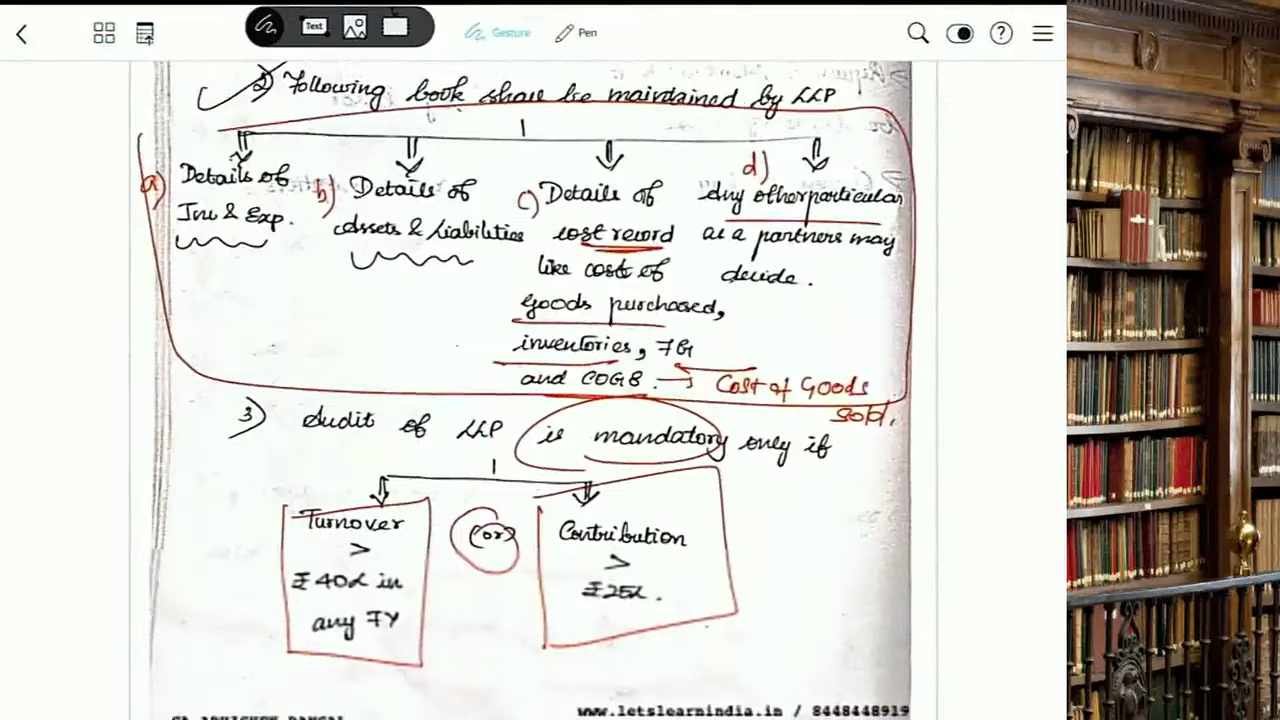 Text
Gesture
Pen
2) Following book shall be maintained by LLP
a) Details of
Inc & Exp.
b) Details of
Assets & Liabilities
c) Details of
cost record
like cost of
goods purchased,
inventories, FG
and COGS. → Cost of Goods
sold.
d)
Any other particular
as a partners may
decide.
3) Audit of LLP is mandatory only if
Turnover
>
₹40L in
any FY
(or)
Contribution
>
₹25L.
www.letslearnindia.in / 8448448919